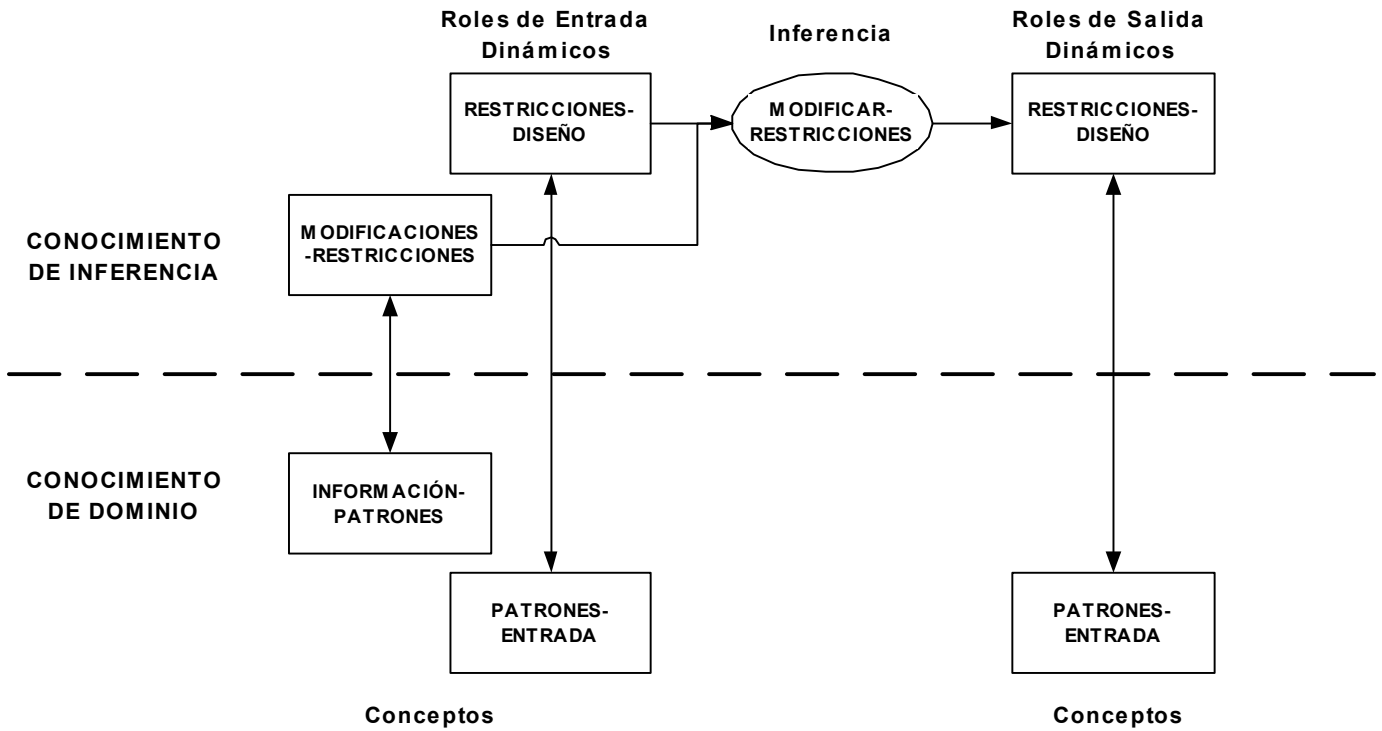 Roles de Entrada
Dinámicos
Inferencia
Roles de Salida
Dinámicos
RESTRICCIONES-
DISEÑO
MODIFICAR-
RESTRICCIONES
RESTRICCIONES-
DISEÑO
CONOCIMIENTO
DE INFERENCIA
MODIFICACIONES
-RESTRICCIONES
CONOCIMIENTO
DE DOMINIO
INFORMACIÓN-
PATRONES
PATRONES-
ENTRADA
PATRONES-
ENTRADA
Conceptos
Conceptos